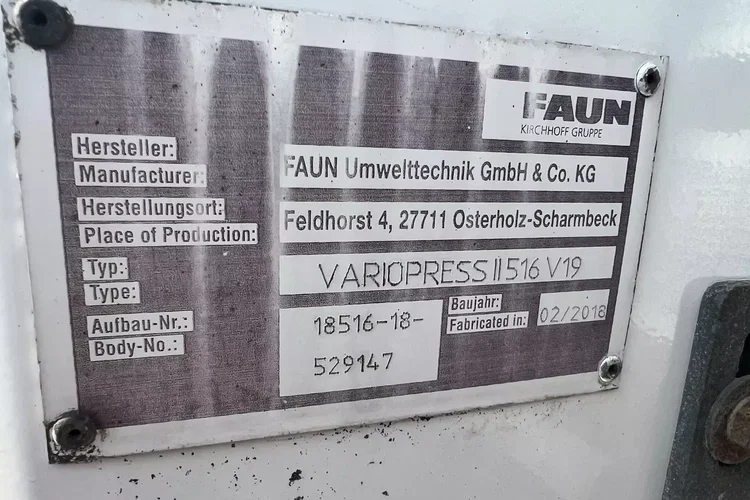 FAUN
KIRCHHOFF GRUPPE
Hersteller:
Manufacturer:
FAUN Umwelttechnik GmbH & Co. KG
Herstellungsort:
Place of Production:
Feldhorst 4, 27711 Osterholz-Scharmbeck
Typ:
Type:
VARIOPRESS II 516 V19
Aufbau-Nr.:
Body-No.:
18516-18-
529147
Baujahr:
Fabricated in:
02/2018